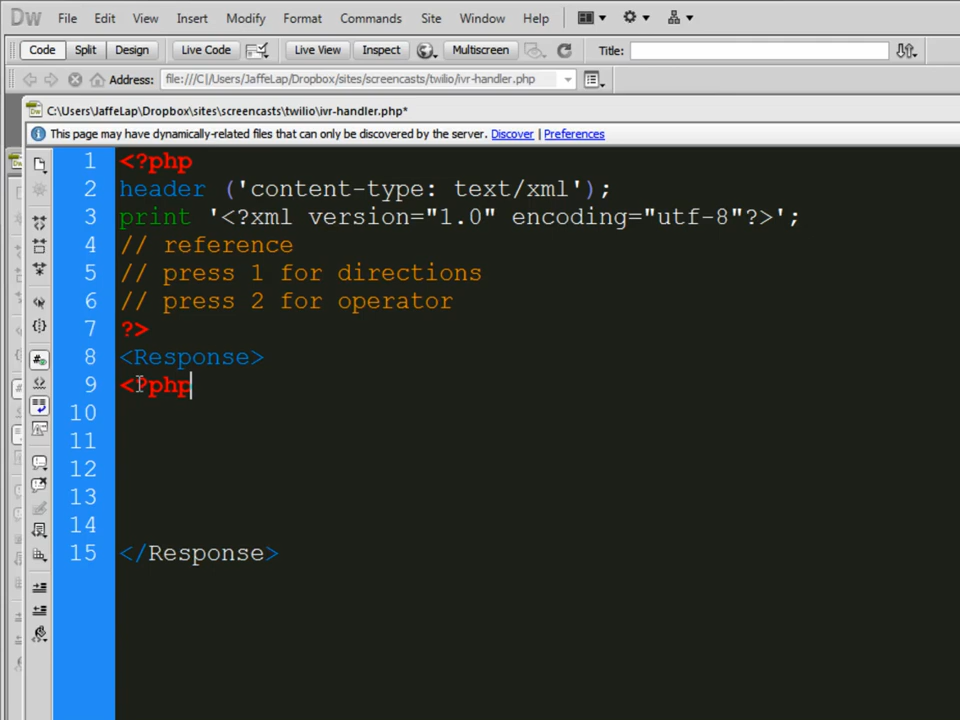 Dw File Edit View Insert Modify Format Commands Site Window Help
Code Split Design Live Code Live View Inspect Multiscreen Title:
Address: file:///C|/Users/JaffeLap/Dropbox/sites/screencasts/twilio/ivr-handler.php
C:\Users\JaffeLap\Dropbox\sites\screencasts\twilio\ivr-handler.php*
This page may have dynamically-related files that can only be discovered by the server. Discover | Preferences
1 <?php
2 header ('content-type: text/xml');
3 print '<?xml version="1.0" encoding="utf-8"?>';
4 // reference
5 // press 1 for directions
6 // press 2 for operator
7 ?>
8 <Response>
9 <?php
10
11
12
13
14
15 </Response>